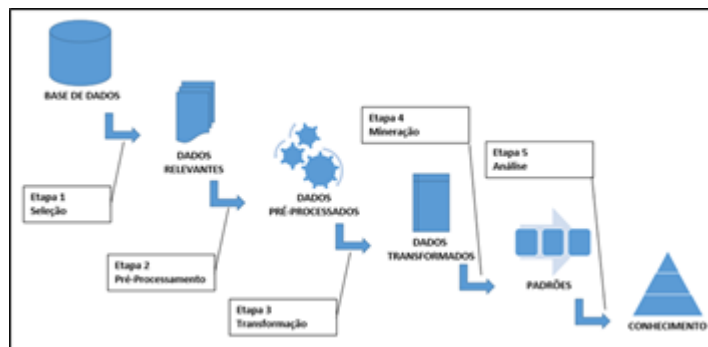 BASE DE DADOS
Etapa 1
Seleção
DADOS
RELEVANTES
Etapa 2
Pré-Processamento
DADOS
PRÉ-PROCESSADOS
Etapa 3
Transformação
DADOS
TRANSFORMADOS
Etapa 4
Mineração
PADRÕES
Etapa 5
Análise
CONHECIMENTO